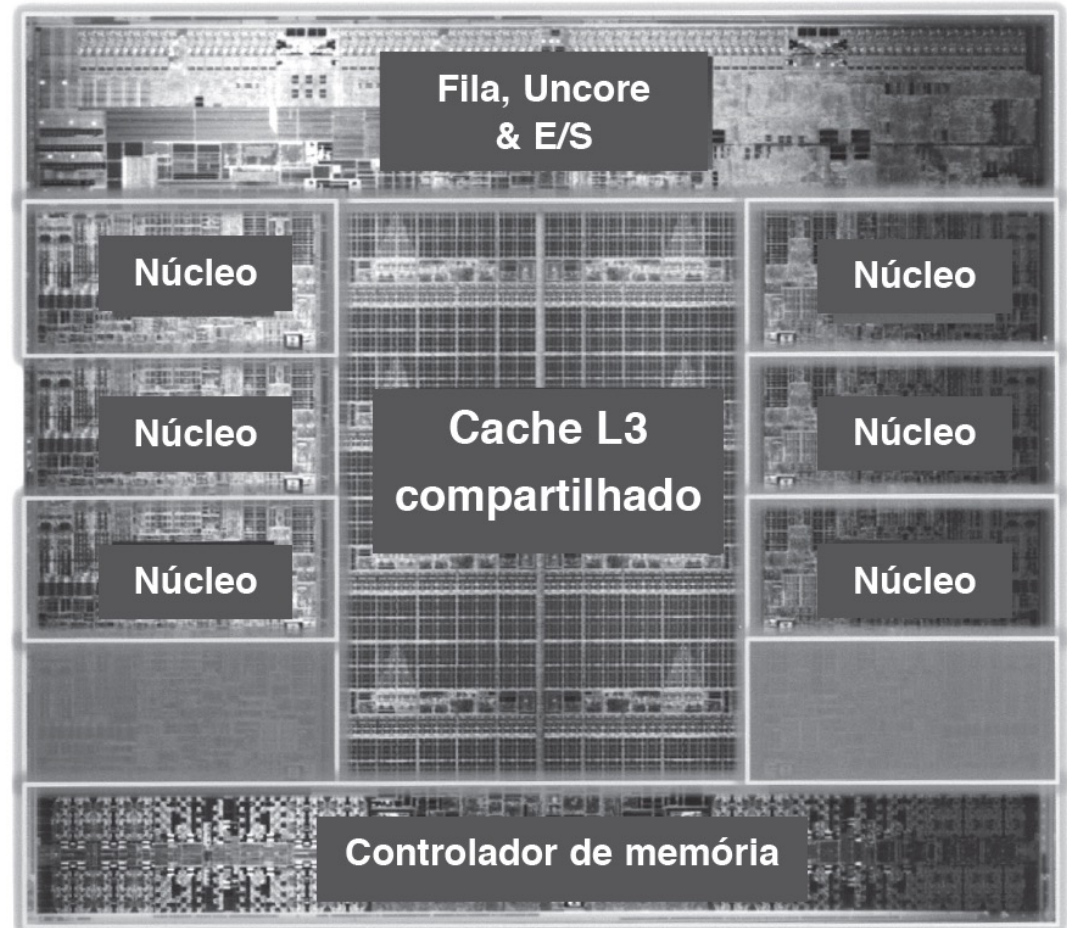 Fila, Uncore
& E/S
Núcleo
Núcleo
Cache L3
compartilhado
Núcleo
Núcleo
Núcleo
Núcleo
Controlador de memória